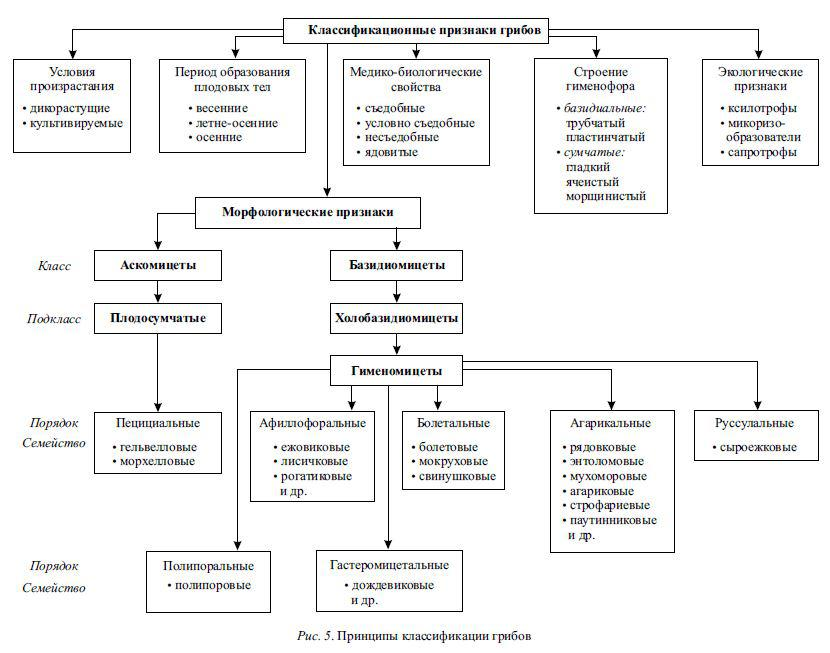 Классификационные признаки грибов
Условия
произрастания
• дикорастущие
• культивируемые
Период образования
плодовых тел
• весенние
• летне-осенние
• осенние
Медико-биологические
свойства
• съедобные
• условно съедобные
• несъедобные
• ядовитые
Строение
гименофора
• базидиальные:
трубчатый
пластинчатый
• сумчатые:
гладкий
ячеистый
морщинистый
Экологические
признаки
• ксилотрофы
• микоризо-
образователи
• сапротрофы
Морфологические признаки
Класс
Аскомицеты
Базидиомицеты
Подкласс
Плодосумчатые
Холобазидиомицеты
Гименомицеты
Порядок
Семейство
Пецициальные
• гельвелловые
• морхелловые
Афиллофоральные
• ежовиковые
• лисичковые
• рогатиковые
и др.
Болетальные
• болетовые
• мокруховые
• свинушковые
Агарикальные
• рядовковые
• энтоломовые
• мухоморовые
• агариковые
• строфариевые
• паутинниковые
и др.
Руссулальные
• сыроежковые
Порядок
Семейство
Полипоральные
• полипоровые
Гастеромицетальные
• дождевиковые
и др.
Рис. 5. Принципы классификации грибов